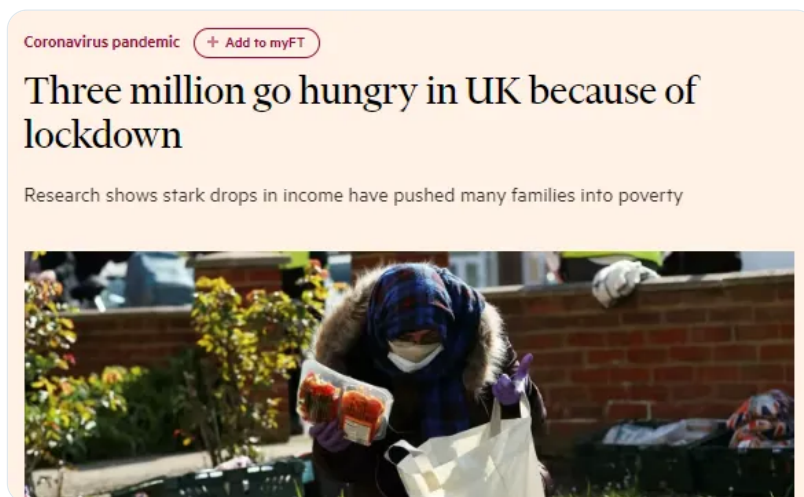 Coronavirus pandemic + Add to myFT
Three million go hungry in UK because of
lockdown
Research shows stark drops in income have pushed many families into poverty